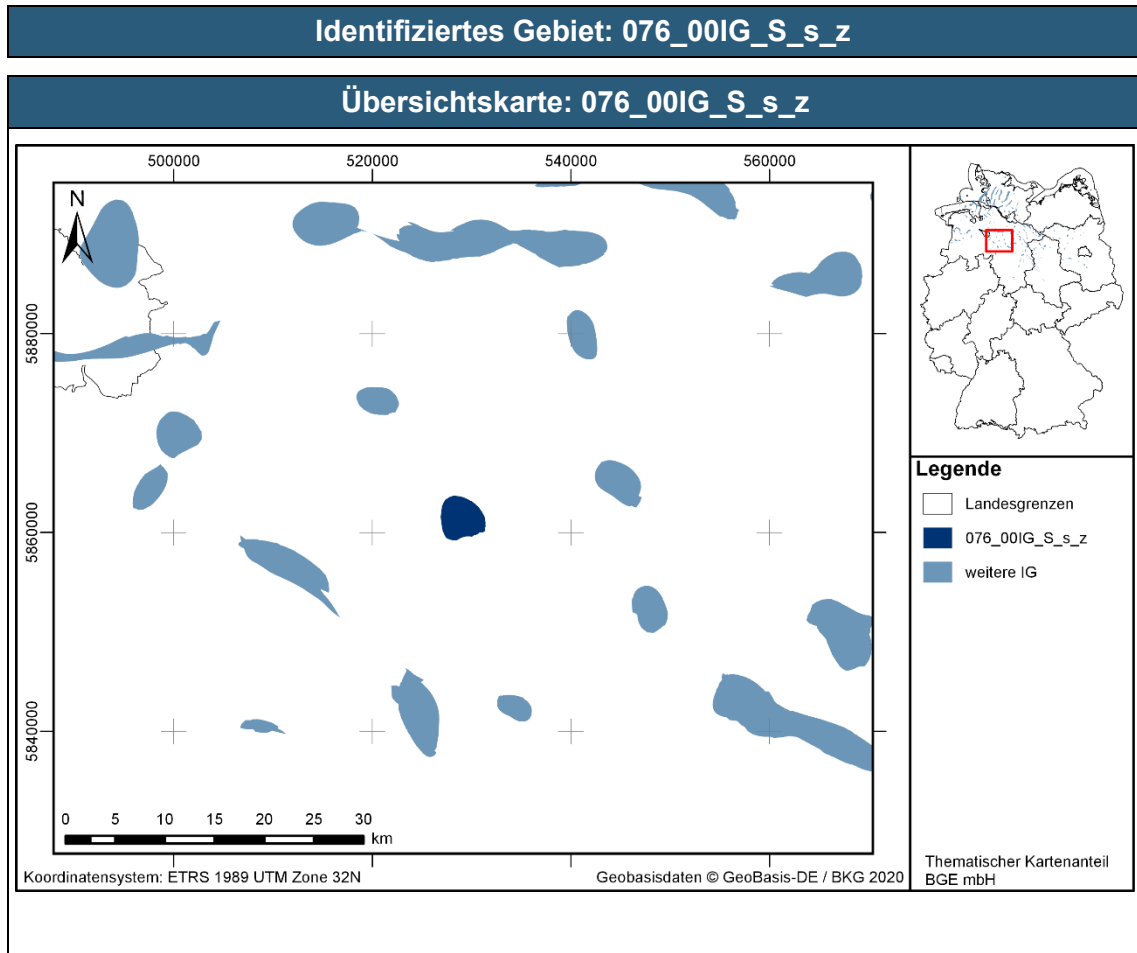 Identifiziertes Gebiet: 076_00IG_S_s_z
Übersichtskarte: 076_00IG_S_s_z
500000 520000 540000 560000
N
5880000
5860000
5840000
0 5 10 15 20 25 30
km
Koordinatensystem: ETRS 1989 UTM Zone 32N
Geobasisdaten © GeoBasis-DE / BKG 2020
Legende
Landesgrenzen
076_00IG_S_s_z
weitere IG
Thematischer Kartenanteil
BGE mbH